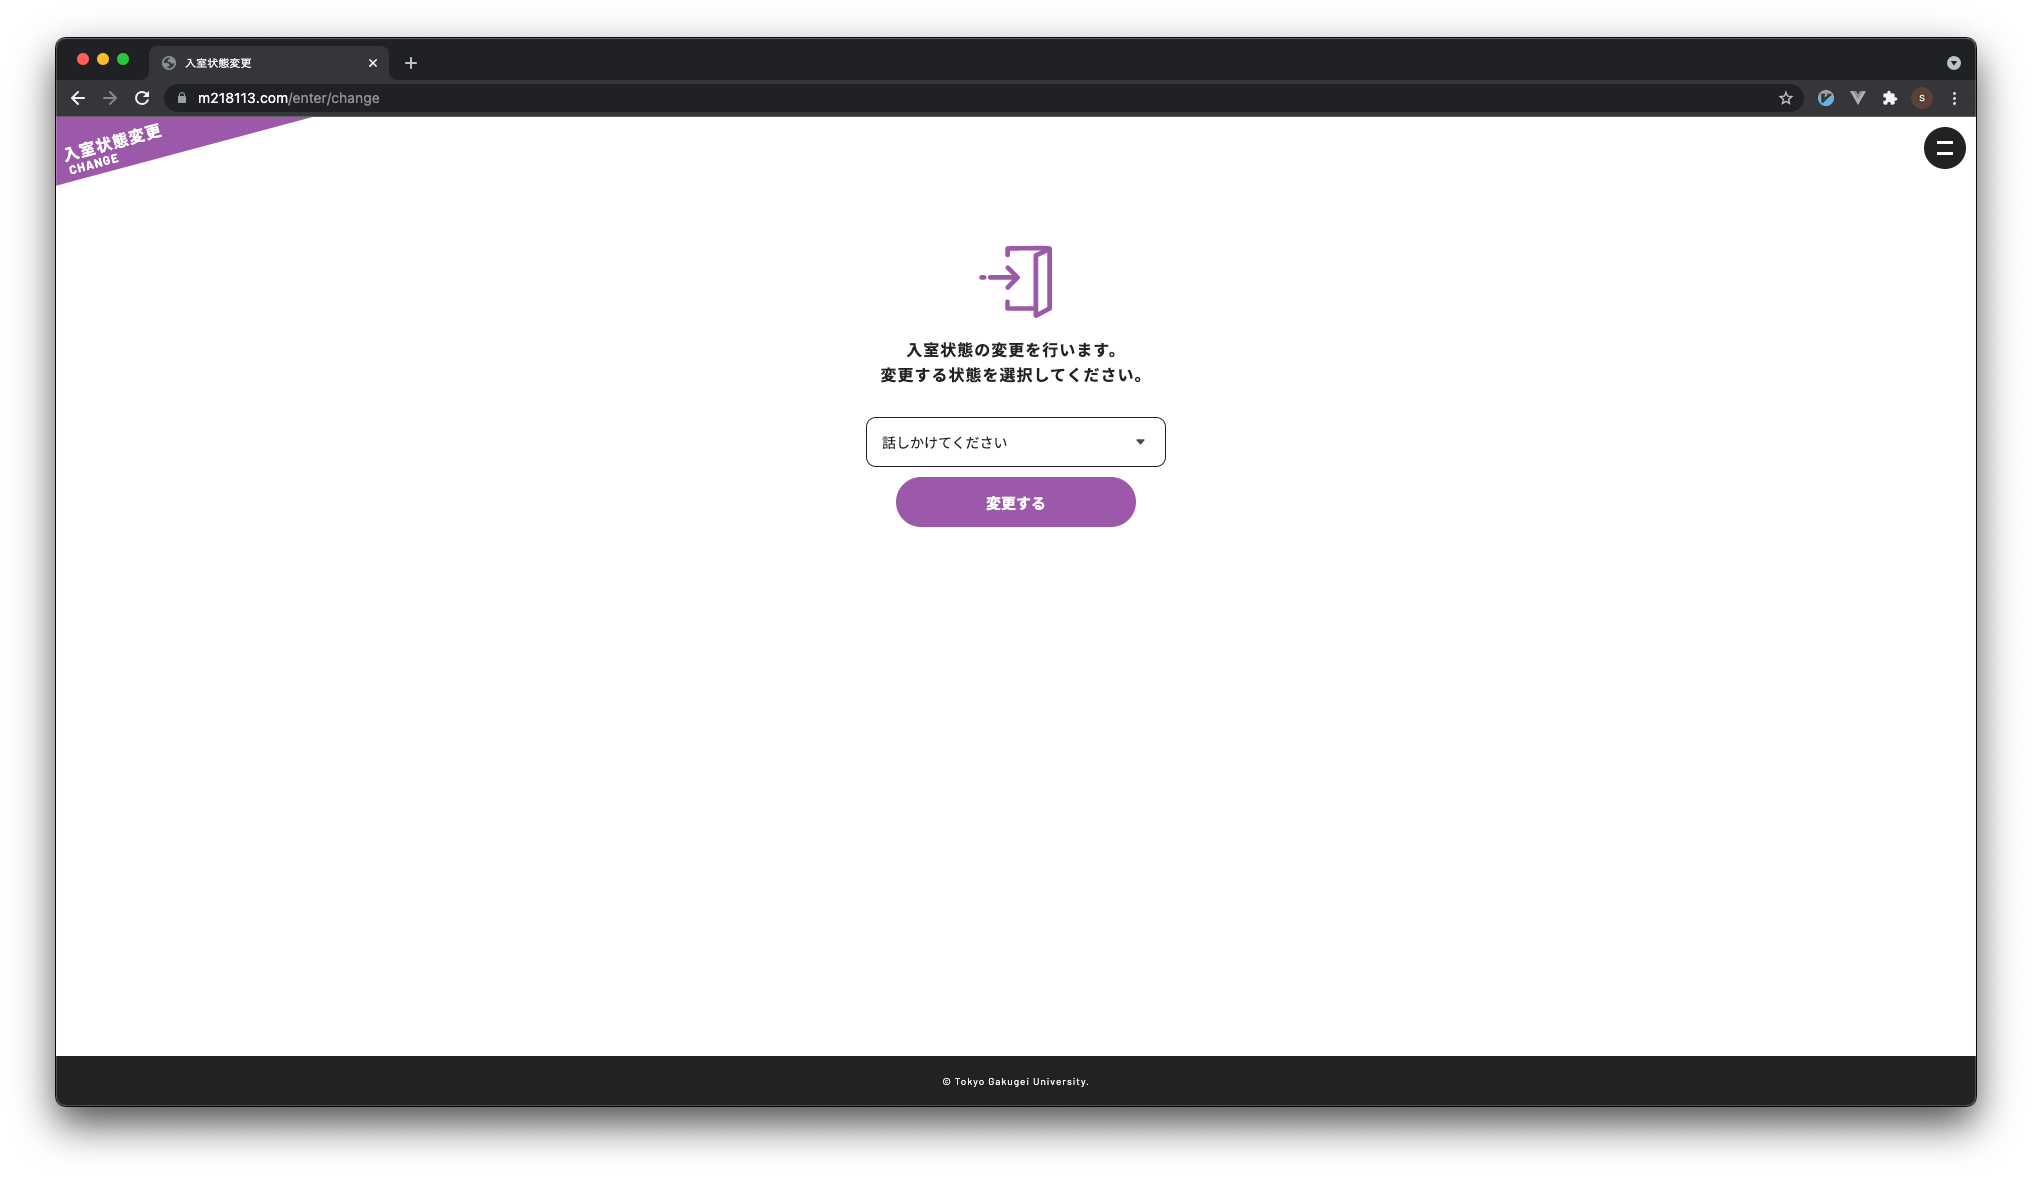 入室状態変更
m218113.com/enter/change
S
入室状態変更
CHANGE
入室状態の変更を行います。
変更する状態を選択してください。
話しかけてください
変更する
© Tokyo Gakugei University.